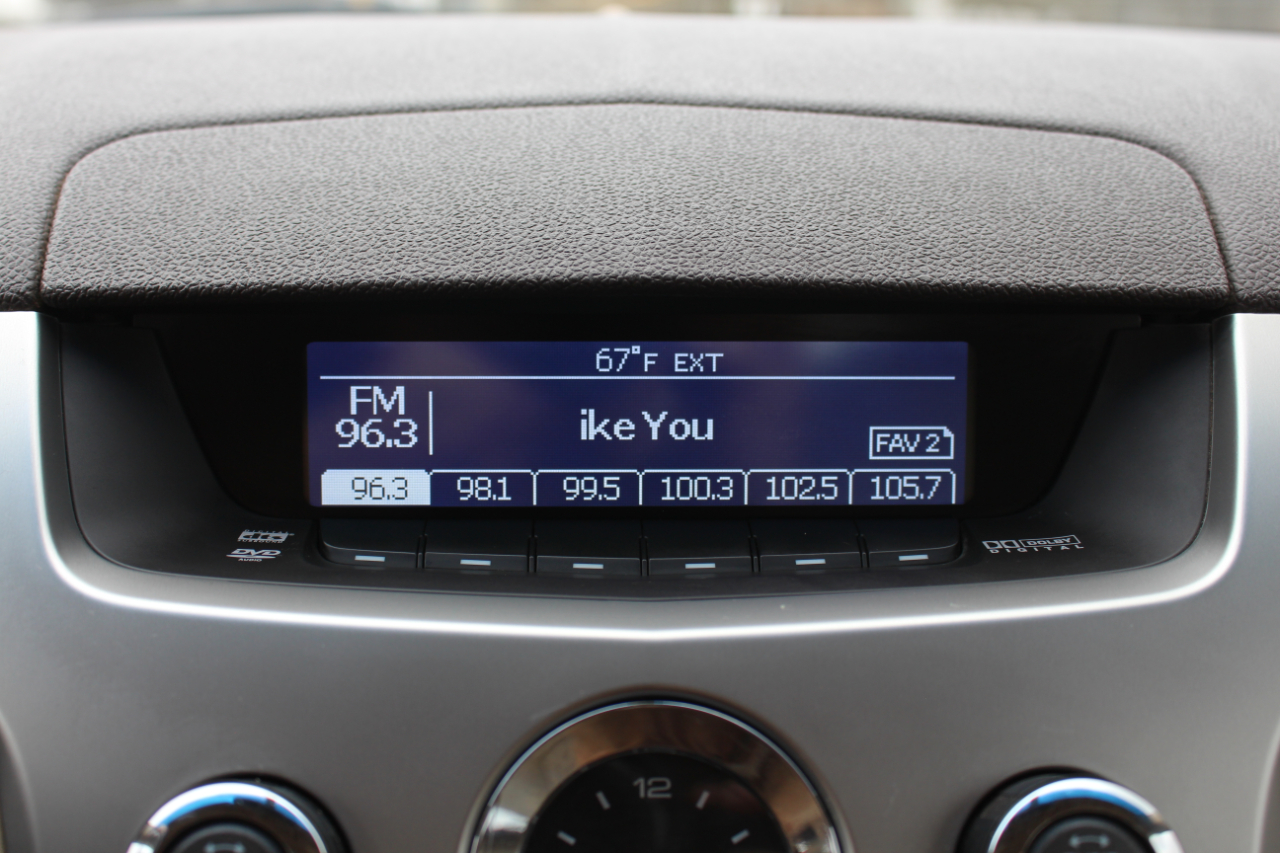 67°F EXT
FM
96.3
ike You
FAV 2
96.3 98.1 99.5 100.3 102.5 105.7
DVD
AUDIO
DOLBY
DIGITAL
12